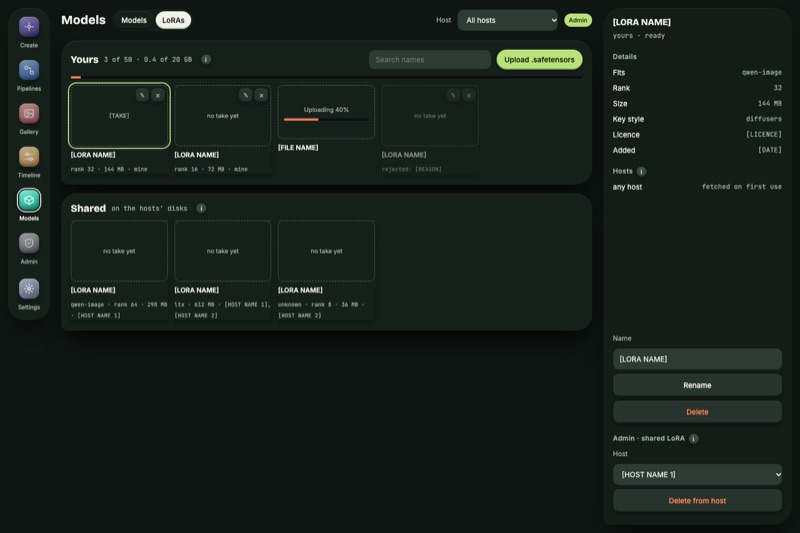 Create
Pipelines
Gallery
Timeline
Models
Admin
Settings
Models Models LoRAs
Host All hosts Admin
Yours 3 of 50 · 0.4 of 20 GB i
Search names
Upload .safetensors
[TAKE]
[LORA NAME]
rank 32 · 144 MB · mine
no take yet
[LORA NAME]
rank 16 · 72 MB · mine
Uploading 40%
[FILE NAME]
no take yet
[LORA NAME]
rejected: [REASON]
Shared on the hosts' disks i
no take yet
[LORA NAME]
qwen-image · rank 64 · 290 MB
· [HOST NAME 1]
no take yet
[LORA NAME]
ltx · 612 MB · [HOST NAME 1],
[HOST NAME 2]
no take yet
[LORA NAME]
unknown · rank 8 · 36 MB ·
[HOST NAME 2]
[LORA NAME]
yours · ready
Details
Fits qwen-image
Rank 32
Size 144 MB
Key style diffusers
Licence [LICENCE]
Added [DATE]
Hosts i
any host fetched on first use
Name
[LORA NAME]
Rename
Delete
Admin · shared LoRA i
Host
[HOST NAME 1]
Delete from host